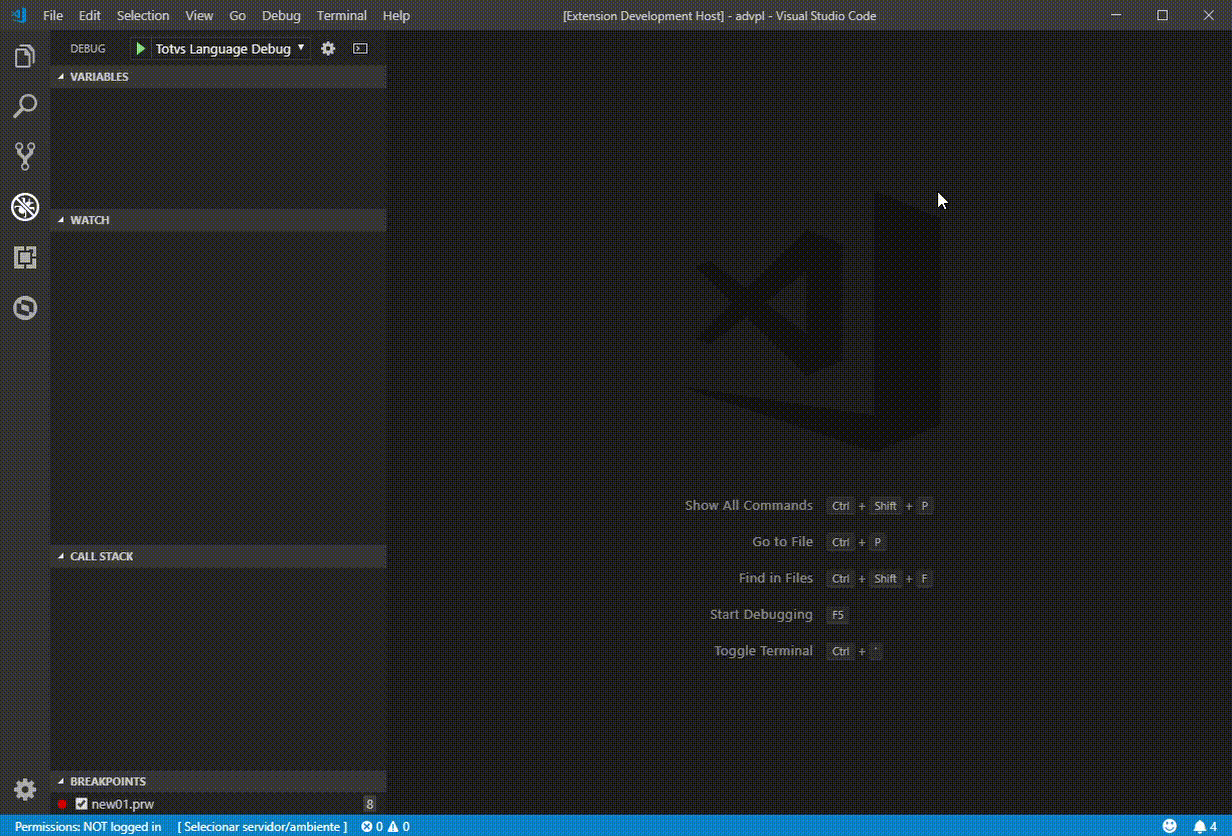 File Edit Selection View Go Debug Terminal Help [Extension Development Host] - advpl - Visual Studio Code
DEBUG Totvs Language Debug
VARIABLES
WATCH
CALL STACK
BREAKPOINTS
new01.prw 8
Show All Commands Ctrl + Shift + P
Go to File Ctrl + P
Find in Files Ctrl + Shift + F
Start Debugging F5
Toggle Terminal Ctrl + `
Permissions: NOT logged in [ Selecionar servidor/ambiente ] 0 0 4